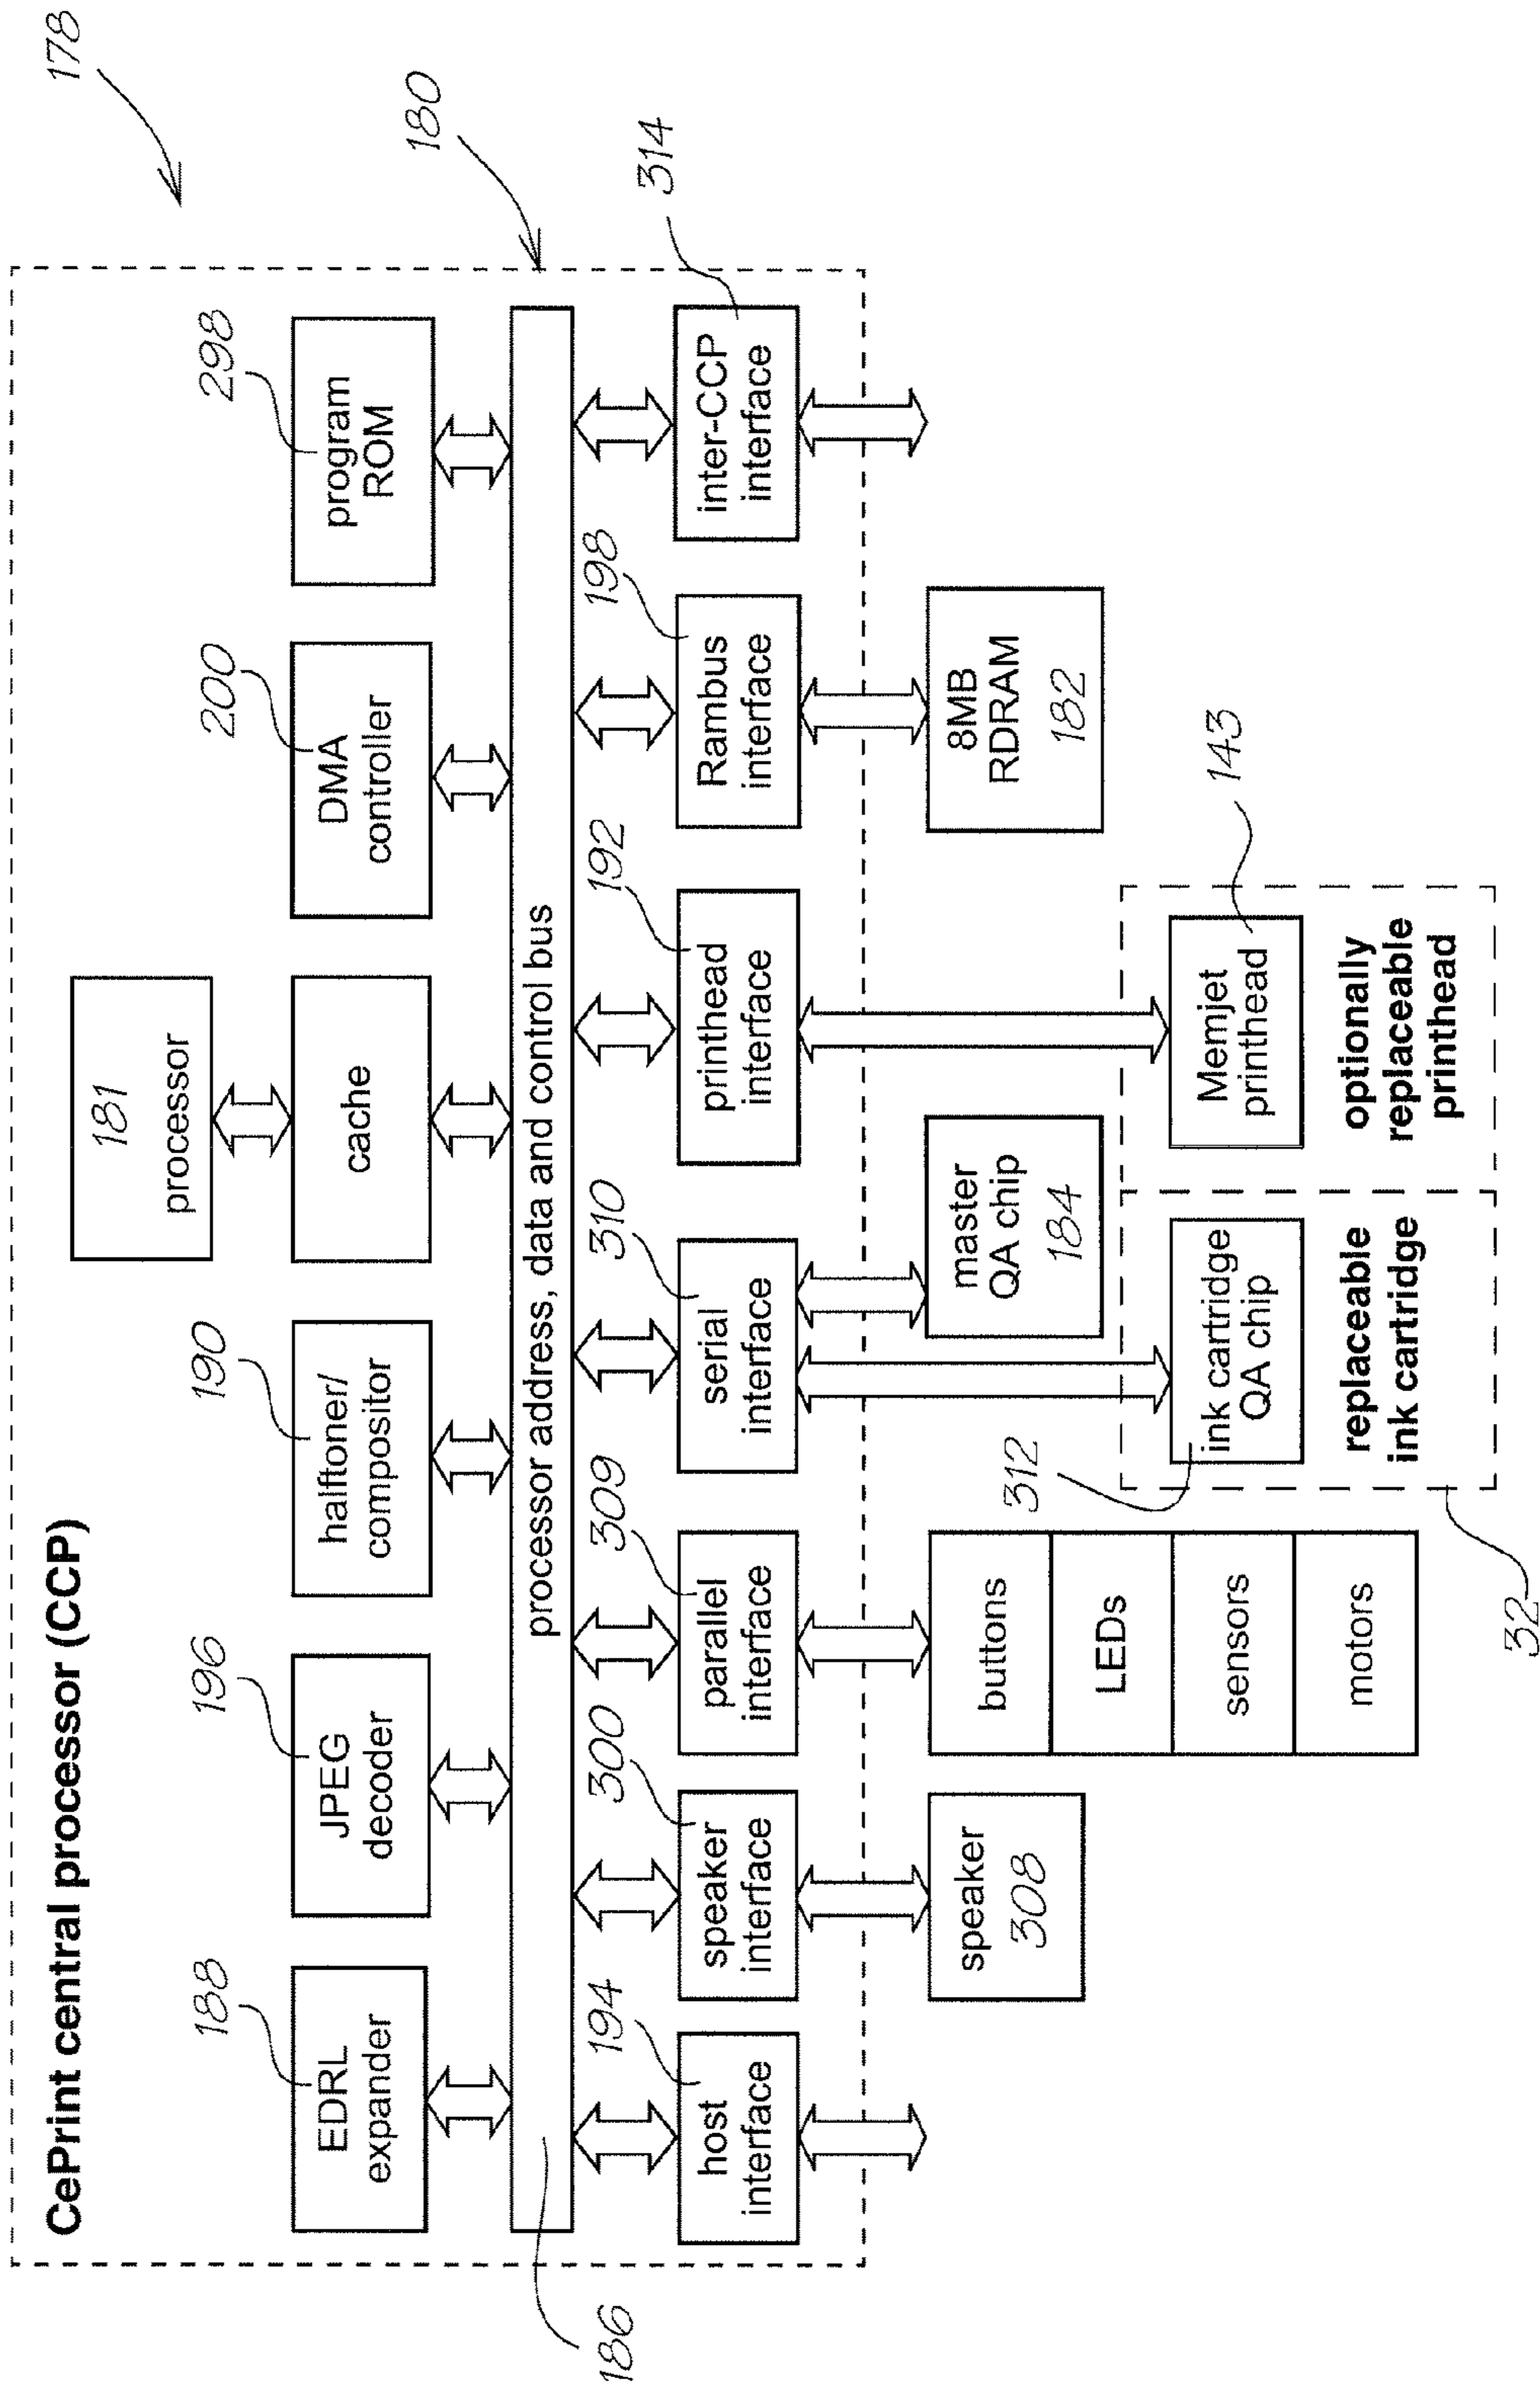 178
CePrint central processor (CCP)
180
181
processor
188
EDRL
expander
196
JPEG
decoder
190
halftoner/
compositor
cache
200
DMA
controller
298
program
ROM
186
processor address, data and control bus
194
host
interface
300
speaker
interface
309
parallel
interface
310
serial
interface
192
printhead
interface
198
Rambus
interface
314
inter-CCP
interface
speaker
308
buttons
LEDs
sensors
motors
master
QA chip
184
8MB
RDRAM
182
312
ink cartridge
QA chip
replaceable
ink cartridge
32
143
Memjet
printhead
optionally
replaceable
printhead